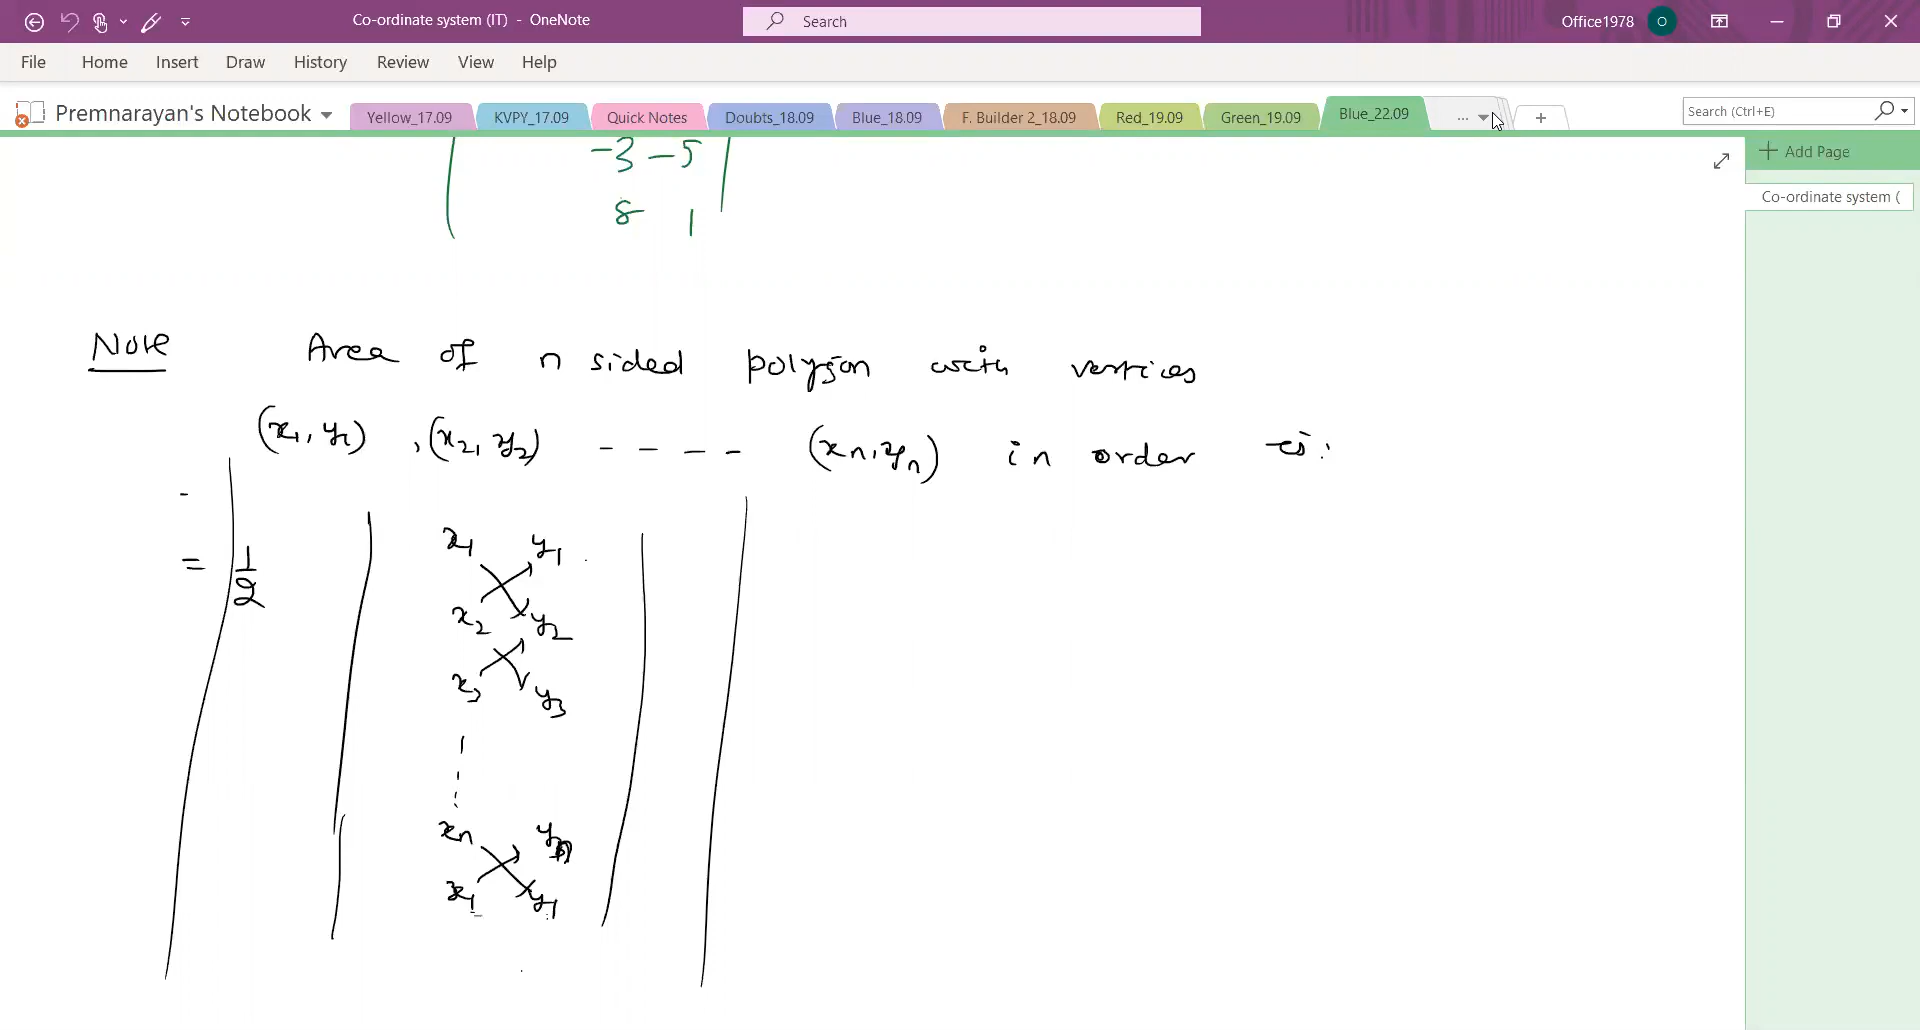 Co-ordinate system (IT) - OneNote
Search
Office1978
O
File Home Insert Draw History Review View Help
Premnarayan's Notebook
Yellow_17.09 KVPY_17.09 Quick Notes Doubts_18.09 Blue_18.09 F. Builder 2_18.09 Red_19.09 Green_19.09 Blue_22.09 ... +
Search (Ctrl+E)
Add Page
Co-ordinate system (
-3 -5
8 1
Note Area of n sided polygon with vertices
(x1, y1) , (x2, y2) - - - - (xn, yn) in order is:
= 1/2
x1 y1
x2 y2
x3 y3
xn yn
x1 y1